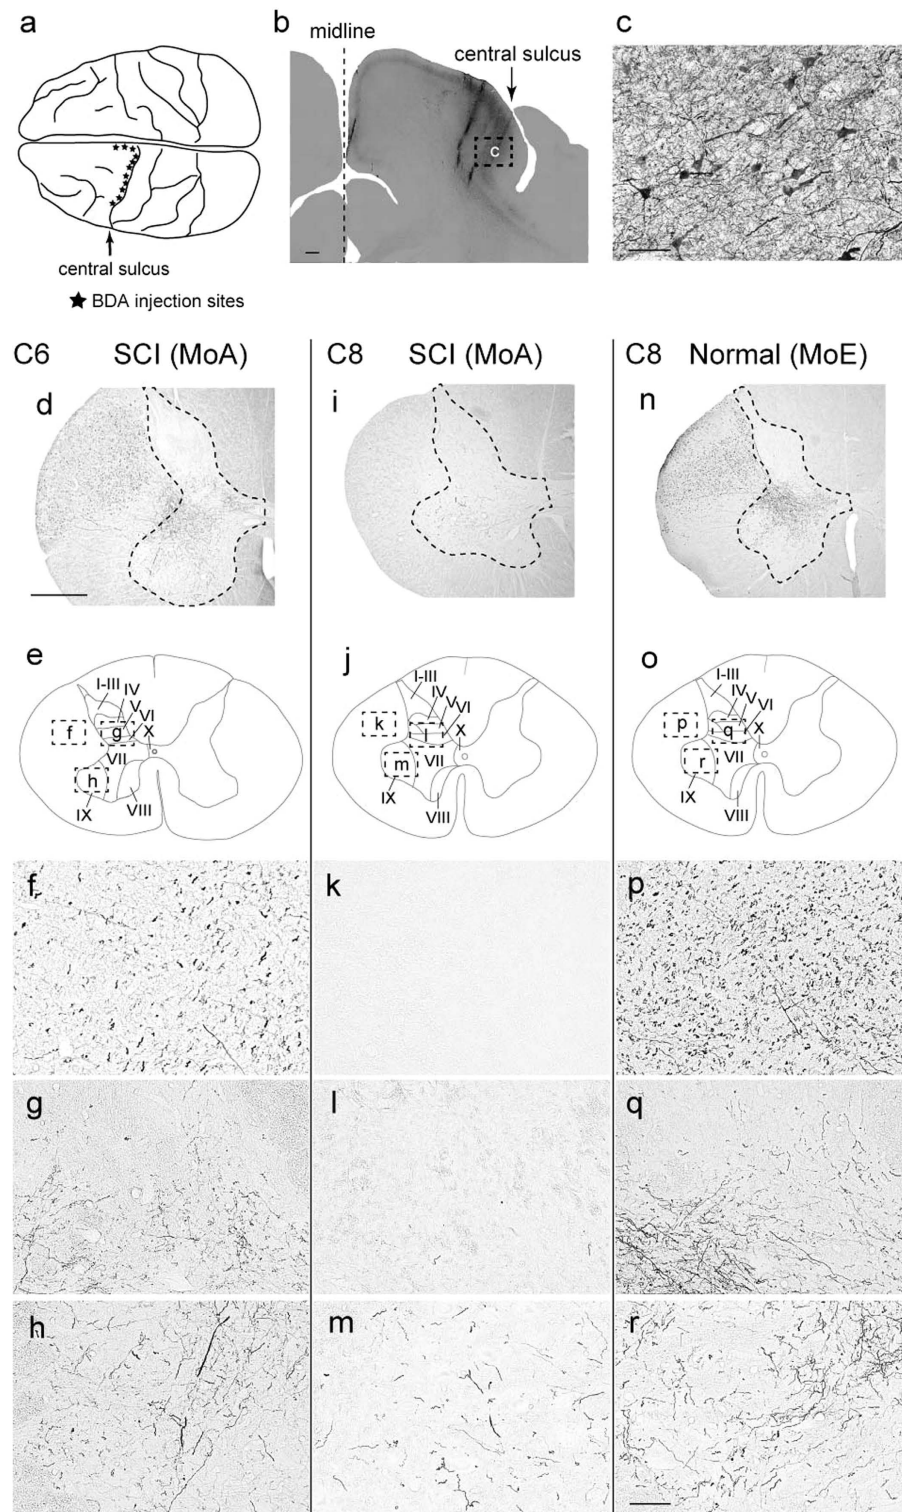 a
b
midline
central sulcus
c
c
central sulcus
★ BDA injection sites
C6 SCI (MoA)
C8 SCI (MoA)
C8 Normal (MoE)
d
i
n
e
I-III
IV
V
VI
X
f
g
VII
h
IX
VIII
j
I-III
IV
V
VI
X
k
l
VII
m
IX
VIII
o
I-III
IV
V
VI
X
p
q
VII
r
IX
VIII
f
k
p
g
l
q
h
m
r